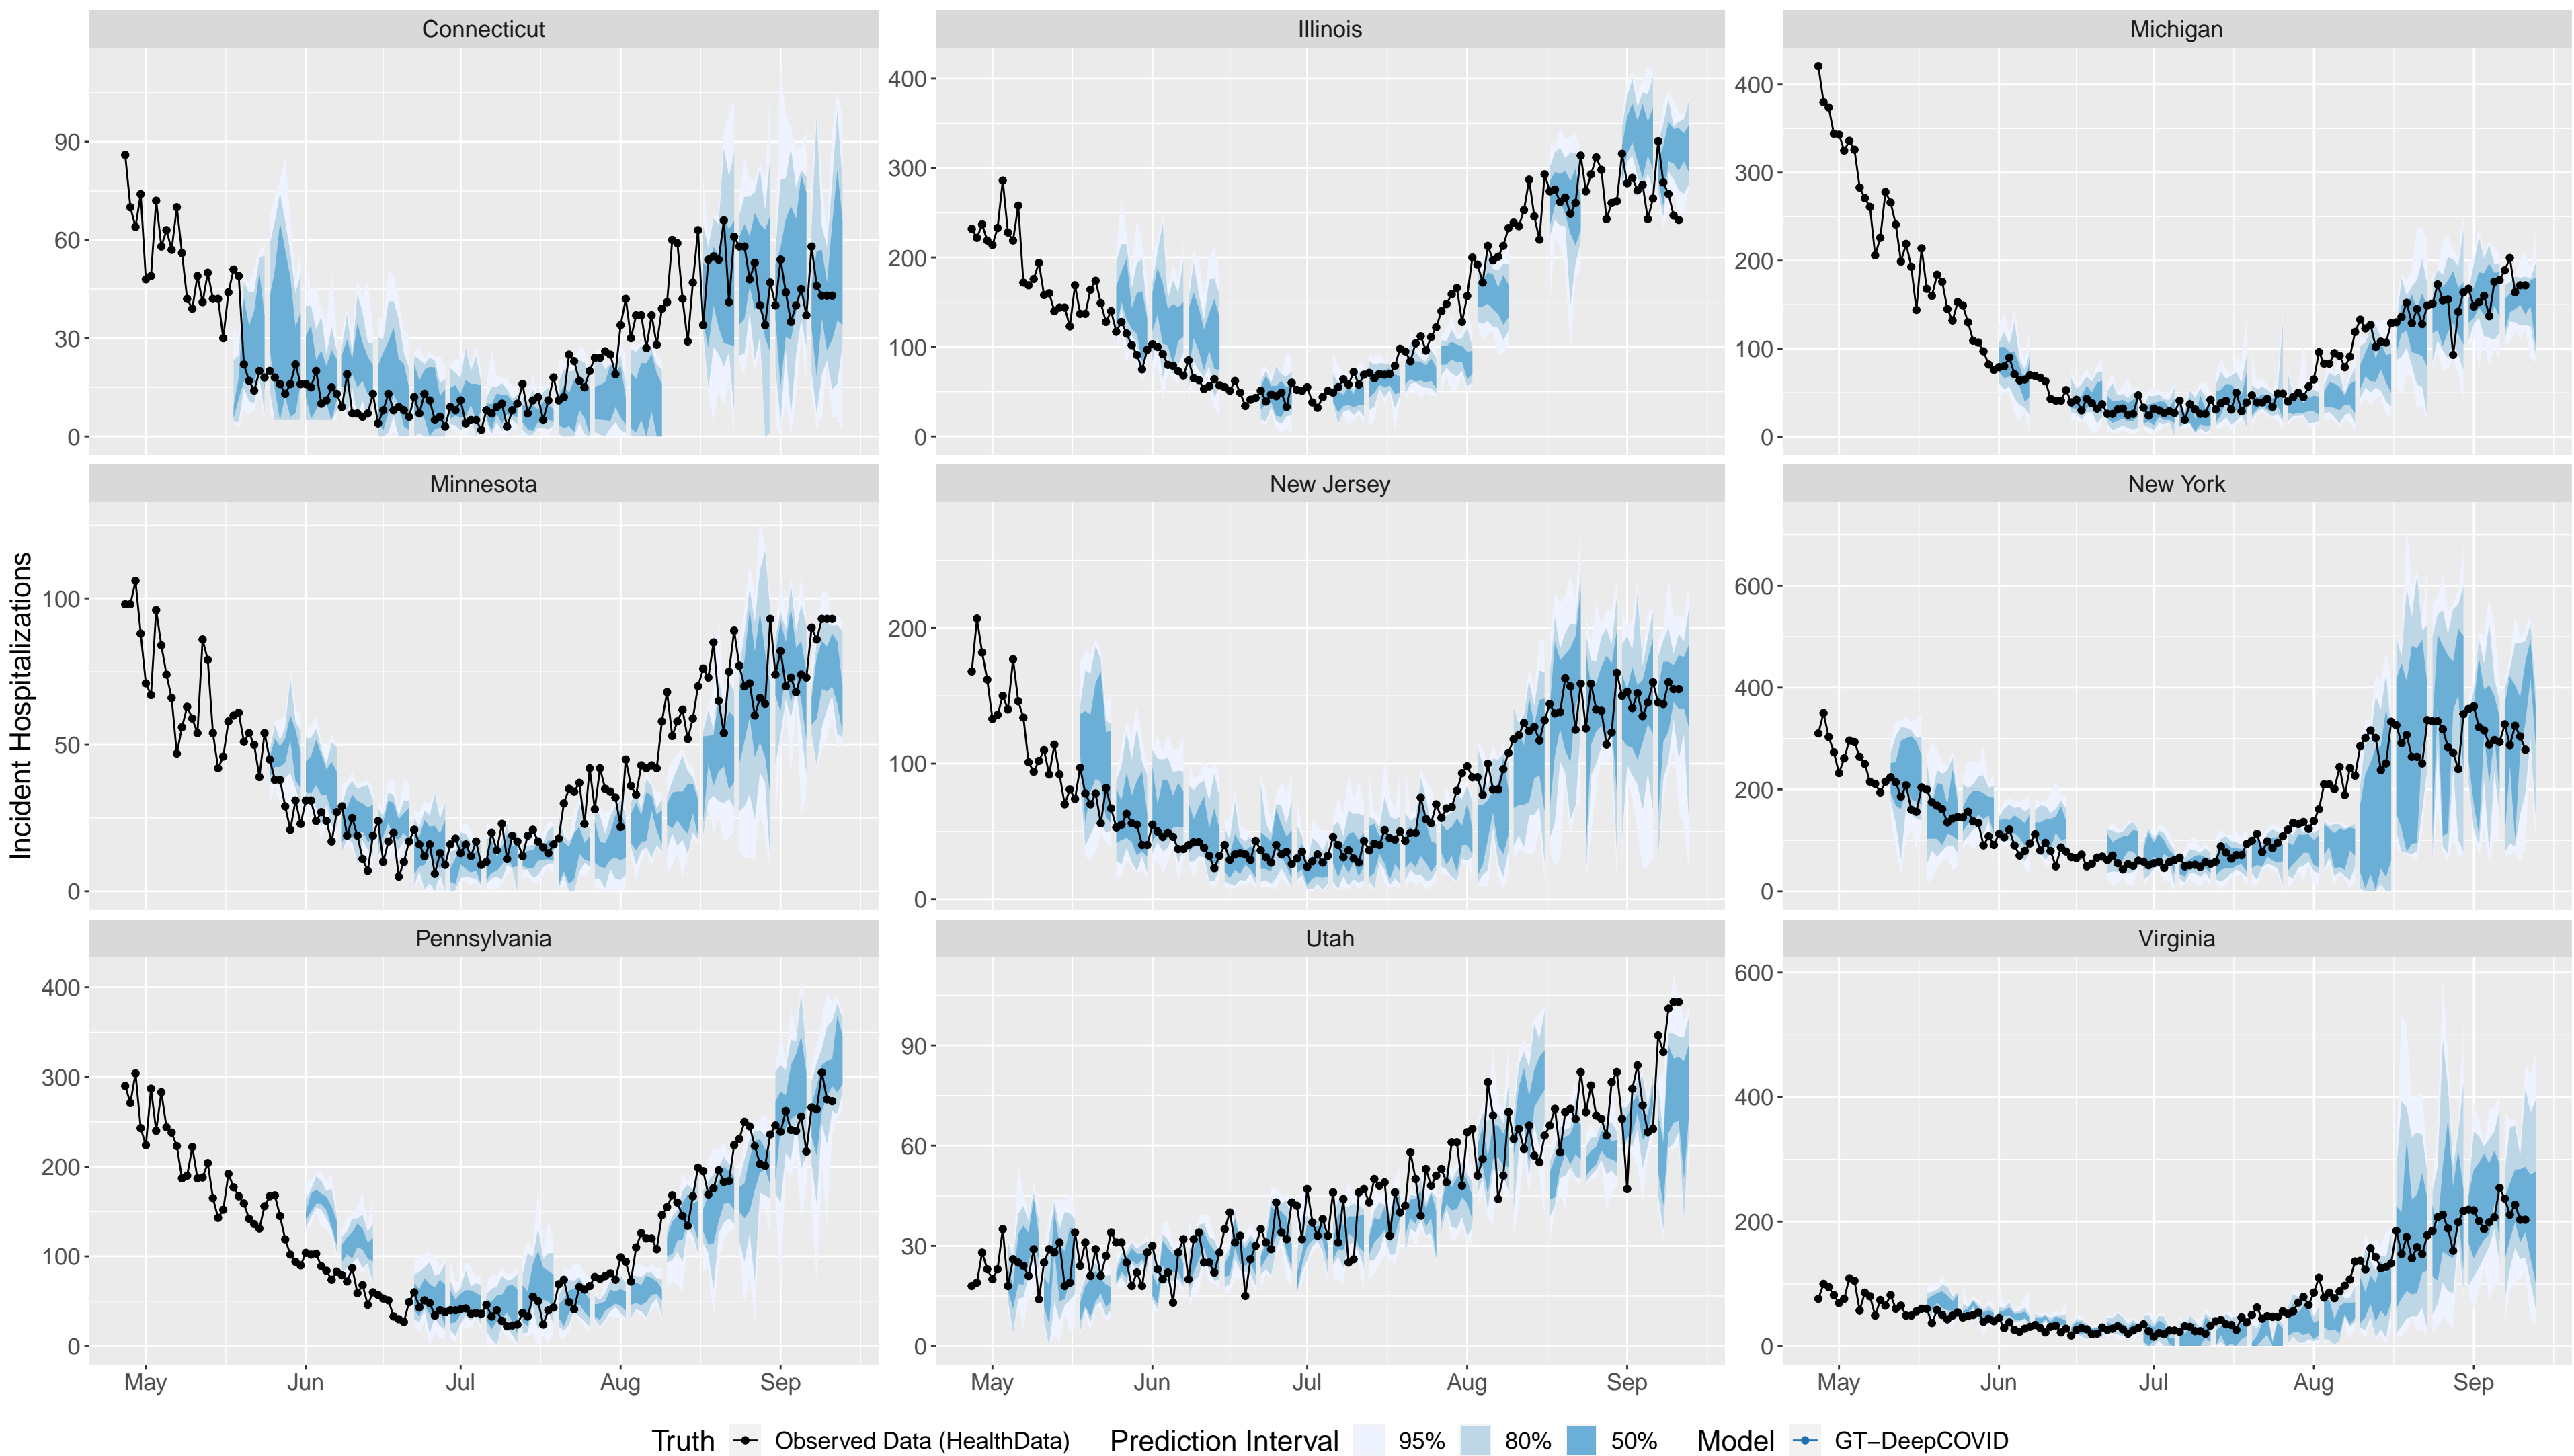 Connecticut
Illinois
Michigan
90
60
30
0
400
300
200
100
0
400
300
200
100
0
Minnesota
New Jersey
New York
Incident Hospitalizations
100
50
0
200
100
0
600
400
200
0
Pennsylvania
Utah
Virginia
400
300
200
100
0
90
60
30
0
600
400
200
0
May Jun Jul Aug Sep
May Jun Jul Aug Sep
May Jun Jul Aug Sep
Truth Observed Data (HealthData) Prediction Interval 95% 80% 50% Model GT−DeepCOVID